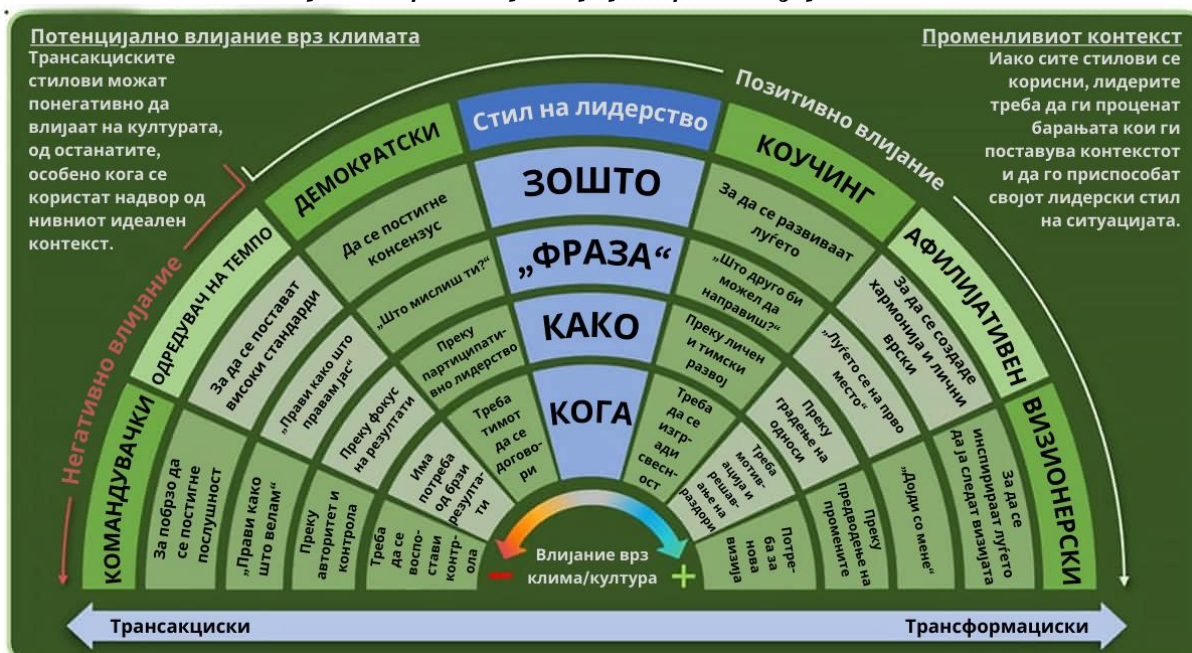 Потенцијално влијание врз климата
Трансакциските
стилови можат
понегативно да
влијаат на културата,
од останатите,
особено кога се
користат надвор од
нивниот идеален
контекст.
Променливиот контекст
Иако сите стилови се
корисни, лидерите
треба да ги проценат
барањата кои ги
поставува контекстот
и да го приспособат
својот лидерски стил
на ситуацијата.
Негативно влијание
Позитивно влијание
Стил на лидерство
ЗОШТО
„ФРАЗА“
КАКО
КОГА
КОМАНДУВАЧКИ
За побрзо да
се постигне
послушност
„Прави како
што велам“
Преку
авторитет и
контрола
Треба
да се
воспо-
стави
контр-
ола
ОДРЕДУВАЧ НА ТЕМПО
За да се постават
високи стандарди
„Прави како што
правам јас“
Преку фокус
на резултати
Има
потреба
од брзи
резулта-
ти
ДЕМОКРАТСКИ
Да се постигне
консензус
„Што мислиш ти?“
Преку
партиципати-
вно лидерство
Треба
тимот
да се
догово-
ри
КОУЧИНГ
За да се развиваат
луѓето
„Што друго би
можел да
направиш?“
Преку личен
и тимски
развој
Треба
да се
изгр-
ади
свесн-
ост
АФИЛИЈАТИВЕН
За да се создаде
хармонија и лични
врски
„Луѓето се на прво
место“
Преку
градење на
односи
Треба
мотив-
ација и
решав-
ање на
раздори
ВИЗИОНЕРСКИ
За да се
инспирираат луѓето
да ја следат визијата
„Дојди со мене“
Преку
предводење на
промените
Потре-
ба за
нова
визија
Влијание врз
клима/култура
Трансакциски
Трансформациски